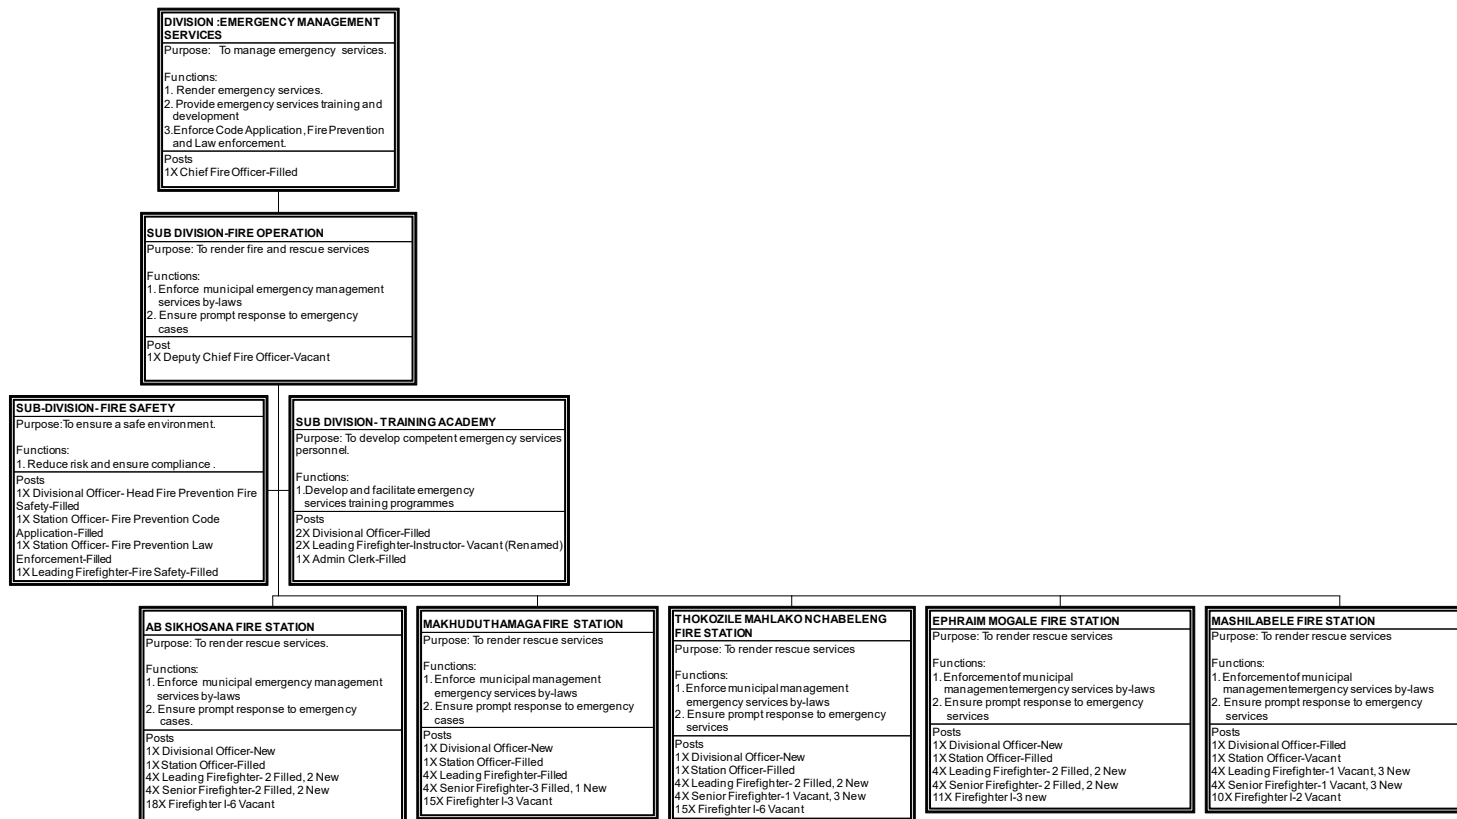 DIVISION :EMERGENCY MANAGEMENT
SERVICES
Purpose: To manage emergency services.
Functions:
1. Render emergency services.
2. Provide emergency services training and
development
3.Enforce Code Application, Fire Prevention
and Law enforcement.
Posts
1X Chief Fire Officer-Filled
SUB DIVISION-FIRE OPERATION
Purpose: To render fire and rescue services
Functions:
1. Enforce municipal emergency management
services by-laws
2. Ensure prompt response to emergency
cases
Post
1X Deputy Chief Fire Officer-Vacant
SUB-DIVISION- FIRE SAFETY
Purpose:To ensure a safe environment.
Functions:
1. Reduce risk and ensure compliance .
Posts
1X Divisional Officer- Head Fire Prevention Fire
Safety-Filled
1X Station Officer- Fire Prevention Code
Application-Filled
1X Station Officer- Fire Prevention Law
Enforcement-Filled
1X Leading Firefighter-Fire Safety-Filled
SUB DIVISION- TRAINING ACADEMY
Purpose: To develop competent emergency services
personnel.
Functions:
1.Develop and facilitate emergency
services training programmes
Posts
2X Divisional Officer-Filled
2X Leading Firefighter-Instructor- Vacant (Renamed)
1X Admin Clerk-Filled
AB SIKHOSANA FIRE STATION
Purpose: To render rescue services.
Functions:
1. Enforce municipal emergency management
services by-laws
2. Ensure prompt response to emergency
cases.
Posts
1X Divisional Officer-New
1X Station Officer-Filled
4X Leading Firefighter- 2 Filled, 2 New
4X Senior Firefighter-2 Filled, 2 New
18X Firefighter I-6 Vacant
MAKHUDUTHAMAGA FIRE STATION
Purpose: To render rescue services
Functions:
1. Enforce municipal management
emergency services by-laws
2. Ensure prompt response to emergency
cases
Posts
1X Divisional Officer-New
1X Station Officer-Filled
4X Leading Firefighter-Filled
4X Senior Firefighter-3 Filled, 1 New
15X Firefighter I-3 Vacant
THOKOZILE MAHLAKO NCHABELENG
FIRE STATION
Purpose: To render rescue services
Functions:
1. Enforce municipal management
emergency services by-laws
2. Ensure prompt response to emergency
services
Posts
1X Divisional Officer-New
1X Station Officer-Filled
4X Leading Firefighter- 2 Filled, 2 New
4X Senior Firefighter-1 Vacant, 3 New
15X Firefighter I-6 Vacant
EPHRAIM MOGALE FIRE STATION
Purpose: To render rescue services
Functions:
1. Enforcement of municipal
managementemergency services by-laws
2. Ensure prompt response to emergency
services
Posts
1X Divisional Officer-New
1X Station Officer-Filled
4X Leading Firefighter- 2 Filled, 2 New
4X Senior Firefighter- 2 Filled, 2 New
11X Firefighter I-3 new
MASHILABELE FIRE STATION
Purpose: To render rescue services
Functions:
1. Enforcement of municipal
managementemergency services by-laws
2. Ensure prompt response to emergency
services
Posts
1X Divisional Officer-Filled
1X Station Officer-Vacant
4X Leading Firefighter-1 Vacant, 3 New
4X Senior Firefighter-1 Vacant, 3 New
10X Firefighter I-2 Vacant